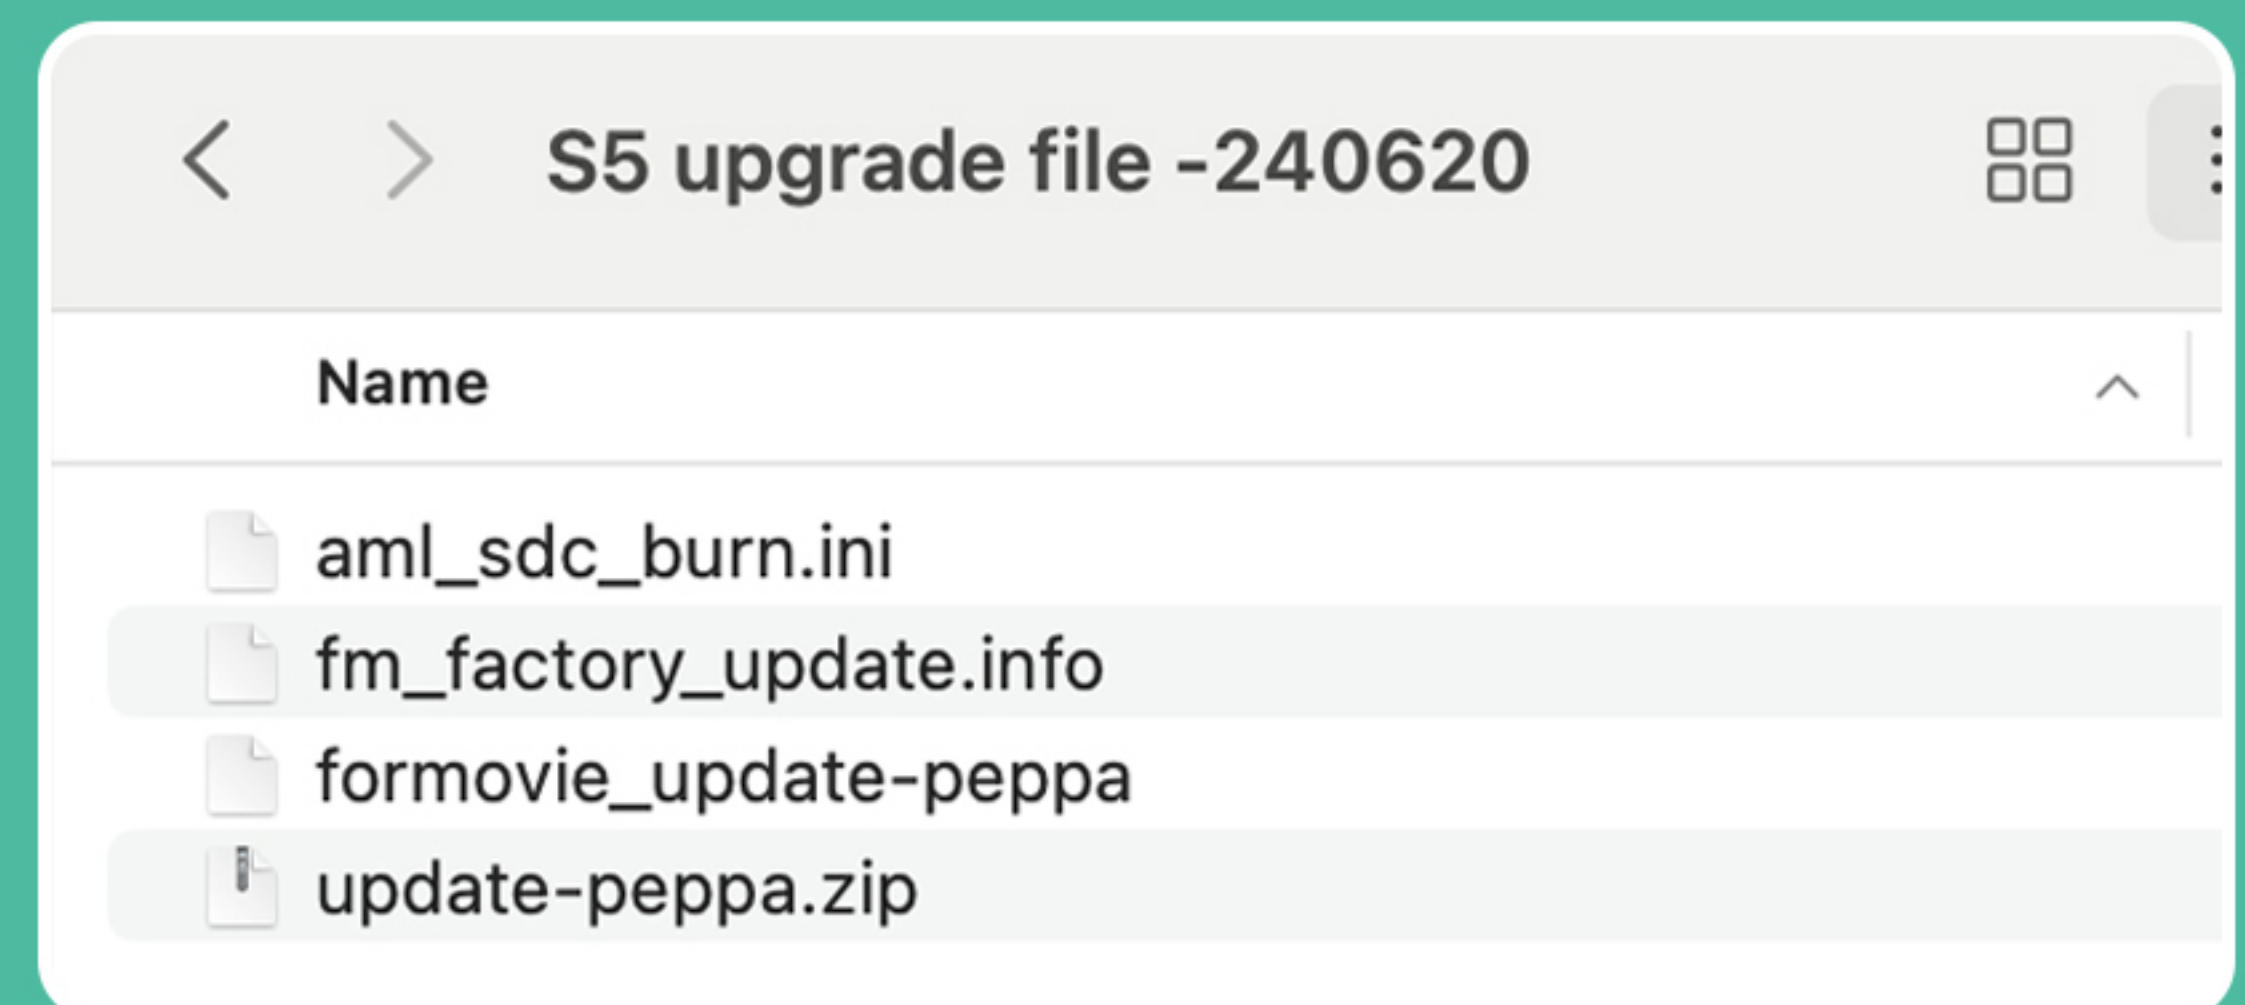 S5 upgrade file -240620
Name
aml_sdc_burn.ini
fm_factory_update.info
formovie_update-peppa
update-peppa.zip